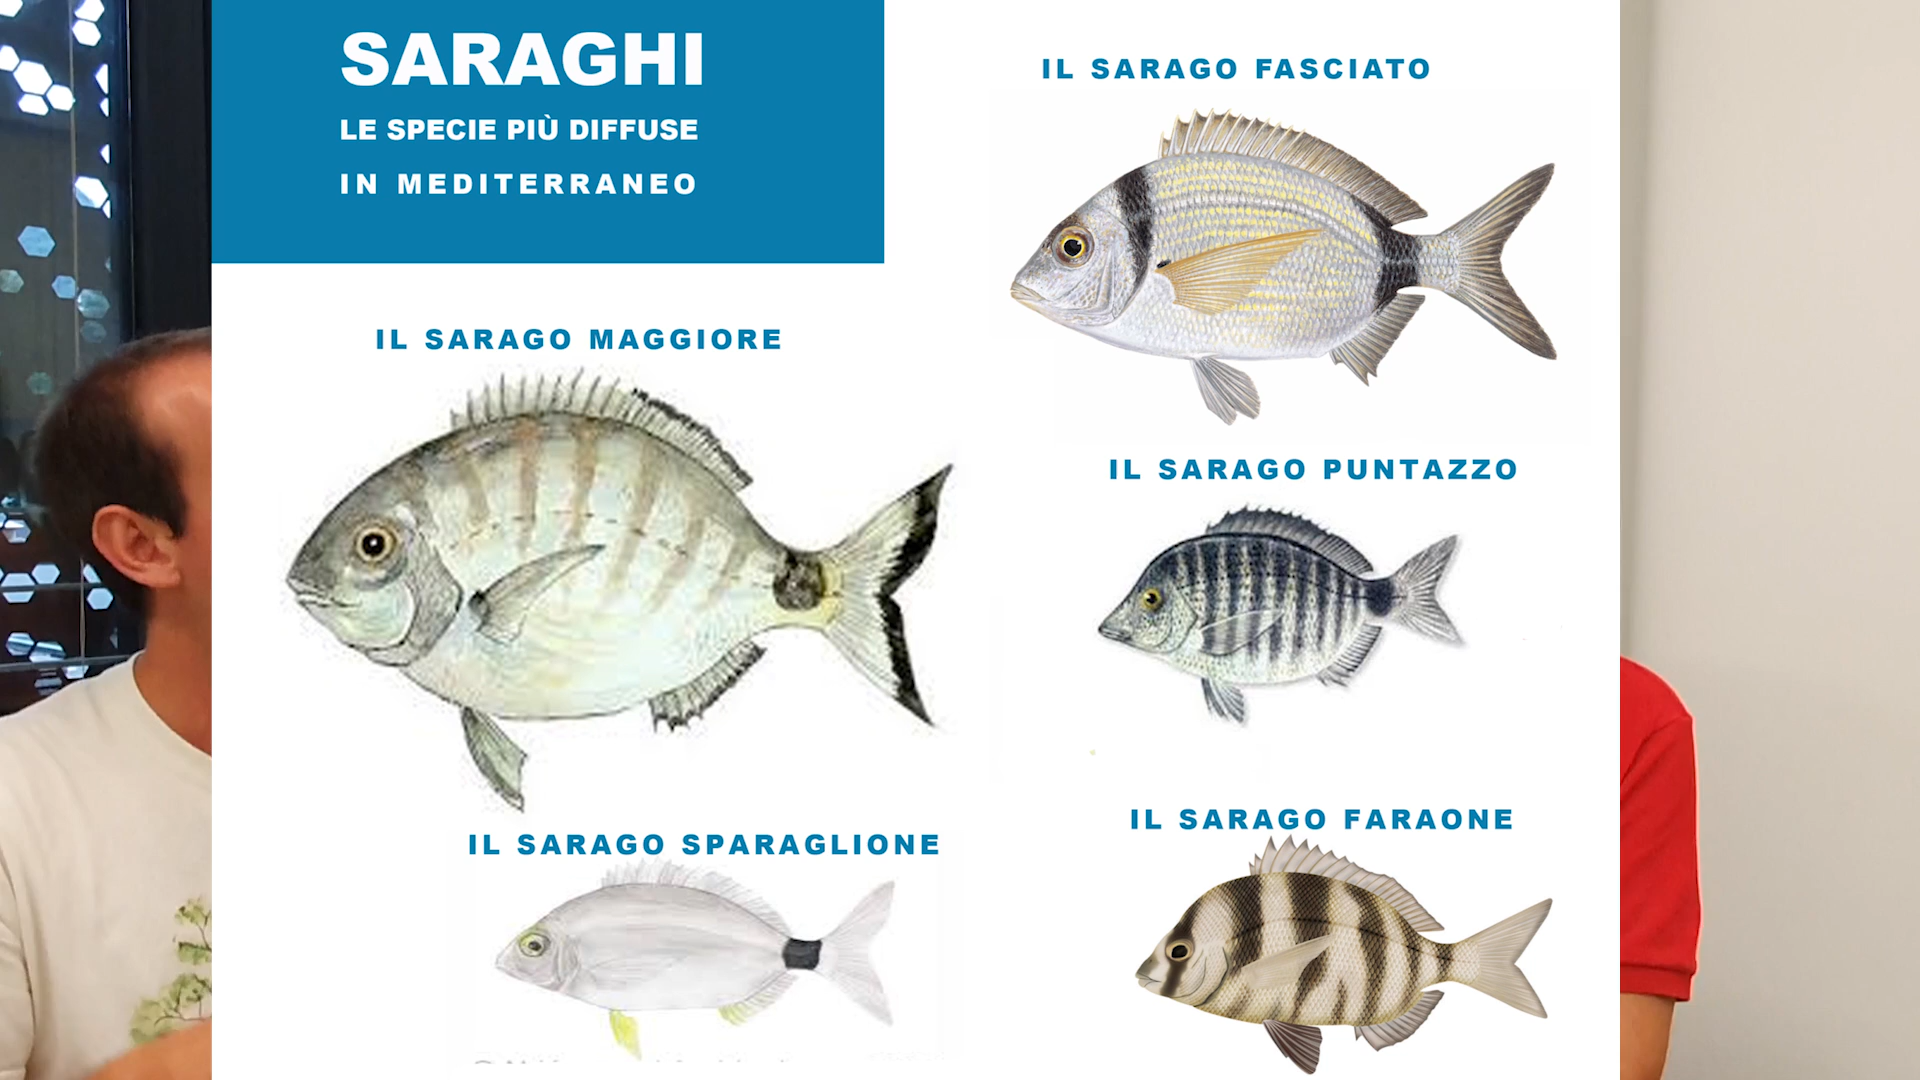 SARAGHI
LE SPECIE PIÙ DIFFUSE
IN MEDITERRANEO
IL SARAGO FASCIATO
IL SARAGO MAGGIORE
IL SARAGO PUNTAZZO
IL SARAGO SPARAGLIONE
IL SARAGO FARAONE